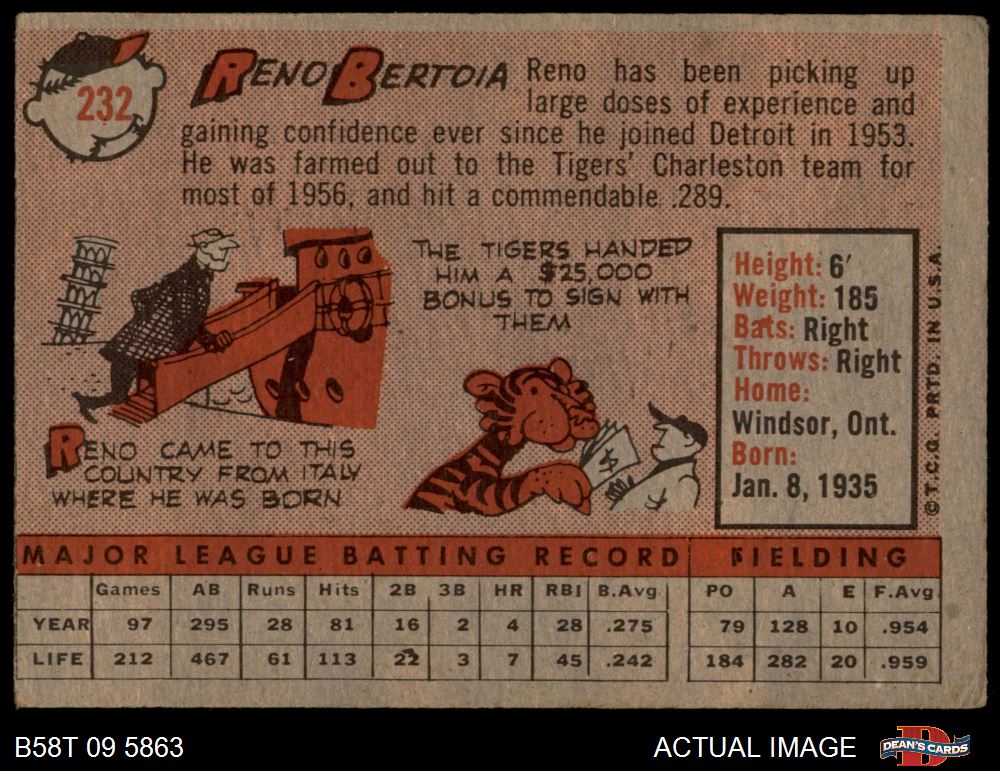 232
RENO BERTOIA
Reno has been picking up
large doses of experience and
gaining confidence ever since he joined Detroit in 1953.
He was farmed out to the Tigers' Charleston team for
most of 1956, and hit a commendable .289.
THE TIGERS HANDED
HIM A $25,000
BONUS TO SIGN WITH
THEM
$
RENO CAME TO THIS
COUNTRY FROM ITALY
WHERE HE WAS BORN
Height: 6'
Weight: 185
Bats: Right
Throws: Right
Home:
Windsor, Ont.
Born:
Jan. 8, 1935
©T.C.G. PRTD. IN U.S.A.
MAJOR LEAGUE BATTING RECORD FIELDING
Games AB Runs Hits 2B 3B HR RBI B.Avg. PO A E F.Avg.
YEAR 97 295 28 81 16 2 4 28 .275 79 128 10 .954
LIFE 212 467 61 113 22 3 7 45 .242 184 282 20 .959
B58T 09 5863
ACTUAL IMAGE
DEAN'S CARDS